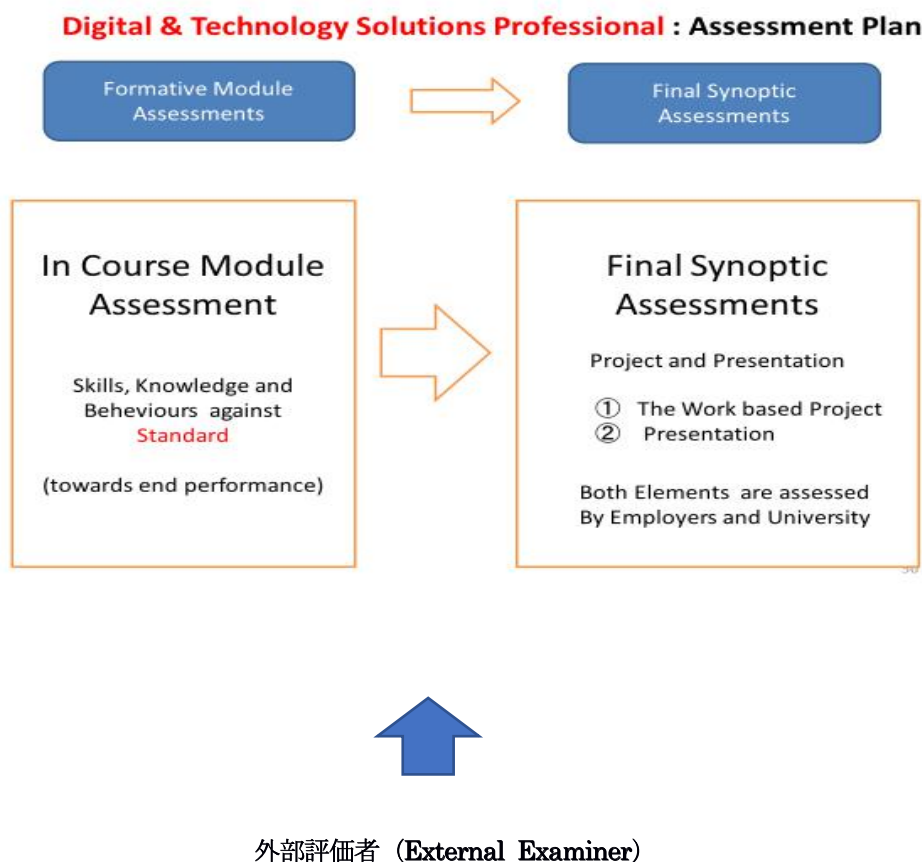 Digital & Technology Solutions Professional : Assessment Plan
Formative Module
Assessments
Final Synoptic
Assessments
In Course Module
Assessment
Skills, Knowledge and
Beheviours against
Standard
(towards end performance)
Final Synoptic
Assessments
Project and Presentation
① The Work based Project
② Presentation
Both Elements are assessed
By Employers and University
外部評価者（External Examiner）